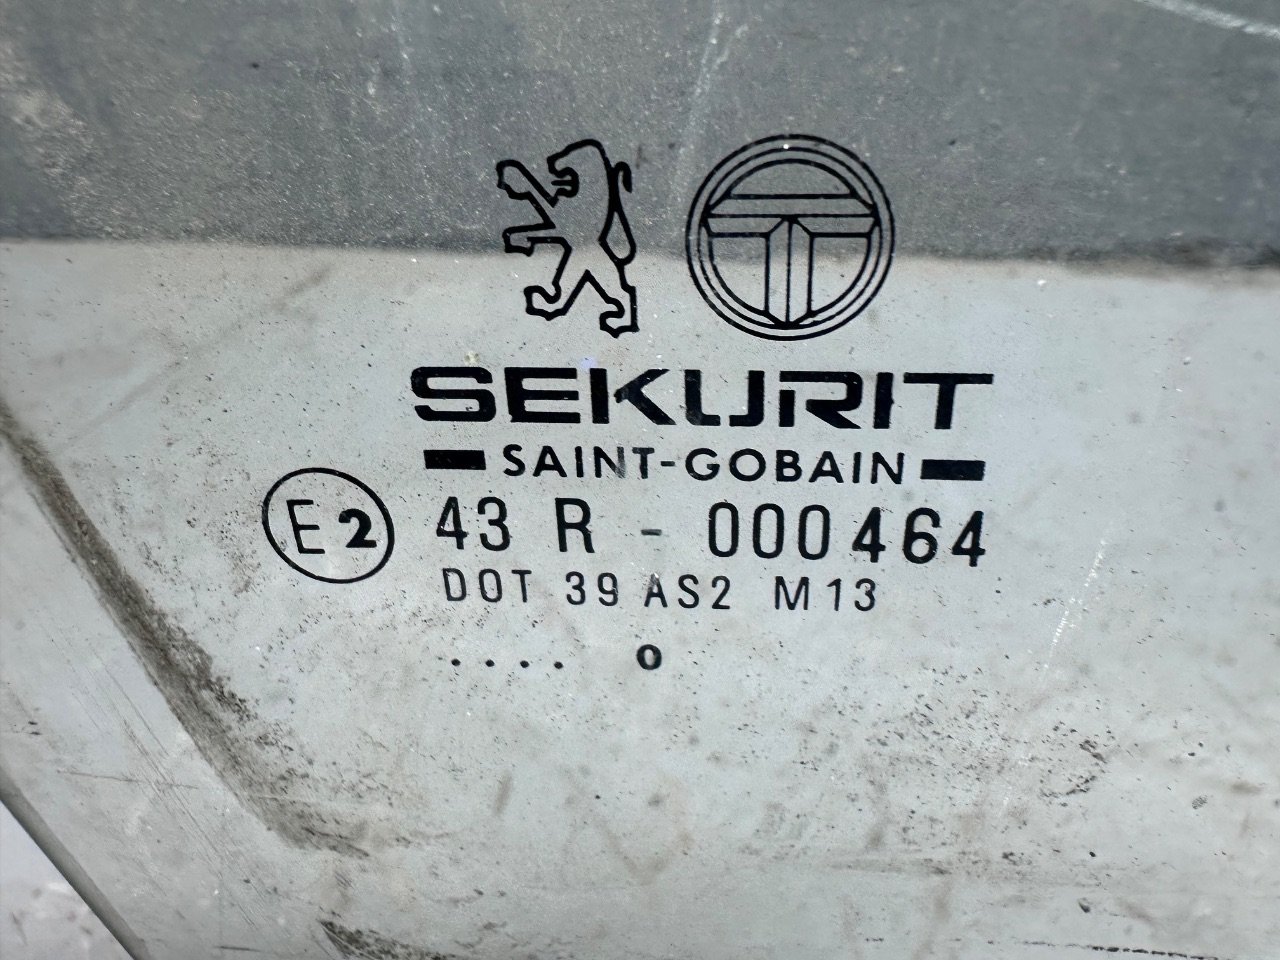 SEKURIT
SAINT-GOBAIN
E2 43 R - 000464
DOT 39 AS2 M13
.... o